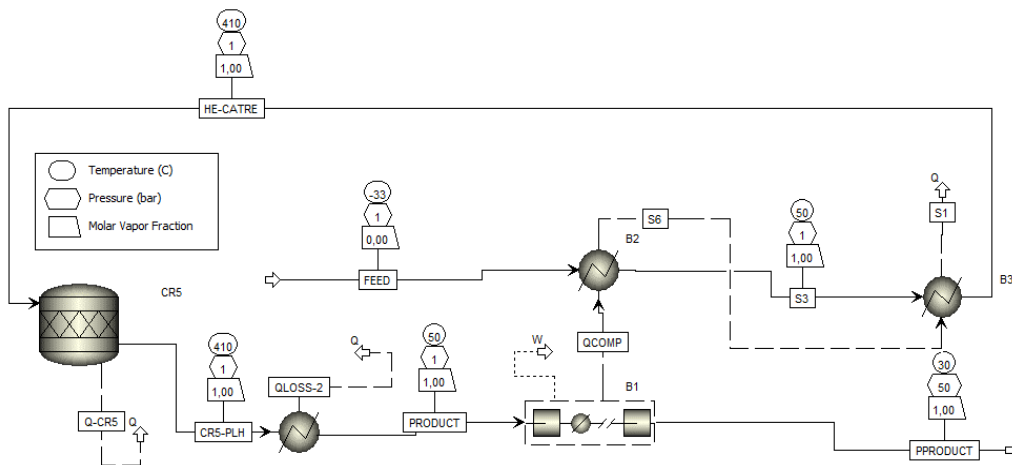 410
1
1,00
HE-CATRE
Temperature (C)
Pressure (bar)
Molar Vapor Fraction
-33
1
0,00
FEED
S6
B2
50
1
1,00
S3
Q
S1
B3
CR5
410
1
1,00
CR5-PLH
Q-CR5
Q
Q
QLOSS-2
50
1
1,00
PRODUCT
W
QCOMP
B1
30
50
1,00
PPRODUCT